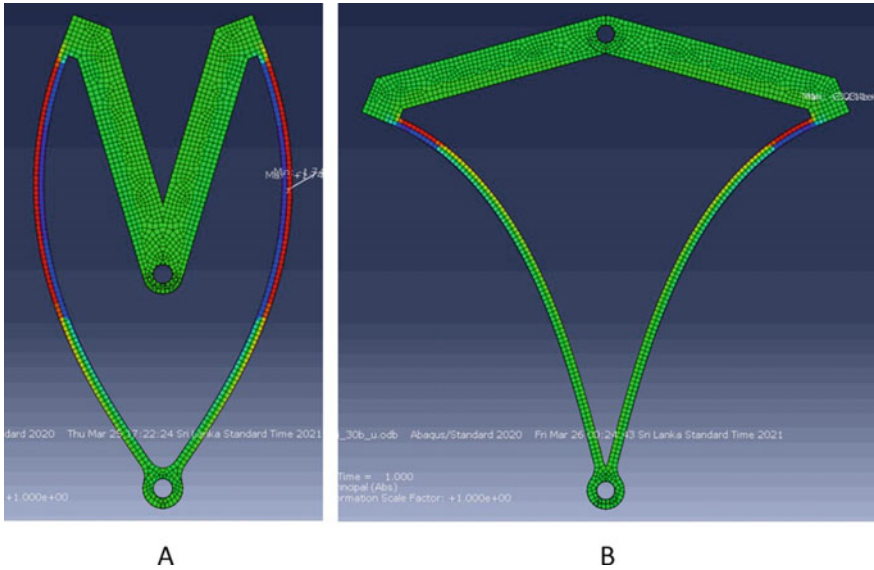 dard 2020 Thu Mar 25 17:22:24 Sri Lanka Standard Time 2021
+1.000e+00
i_30b_u.odb Abaqus/Standard 2020 Fri Mar 26 00:24:43 Sri Lanka Standard Time 2021
Time = 1.000
rincipal (Abs)
ormation Scale Factor: +1.000e+00
A
B